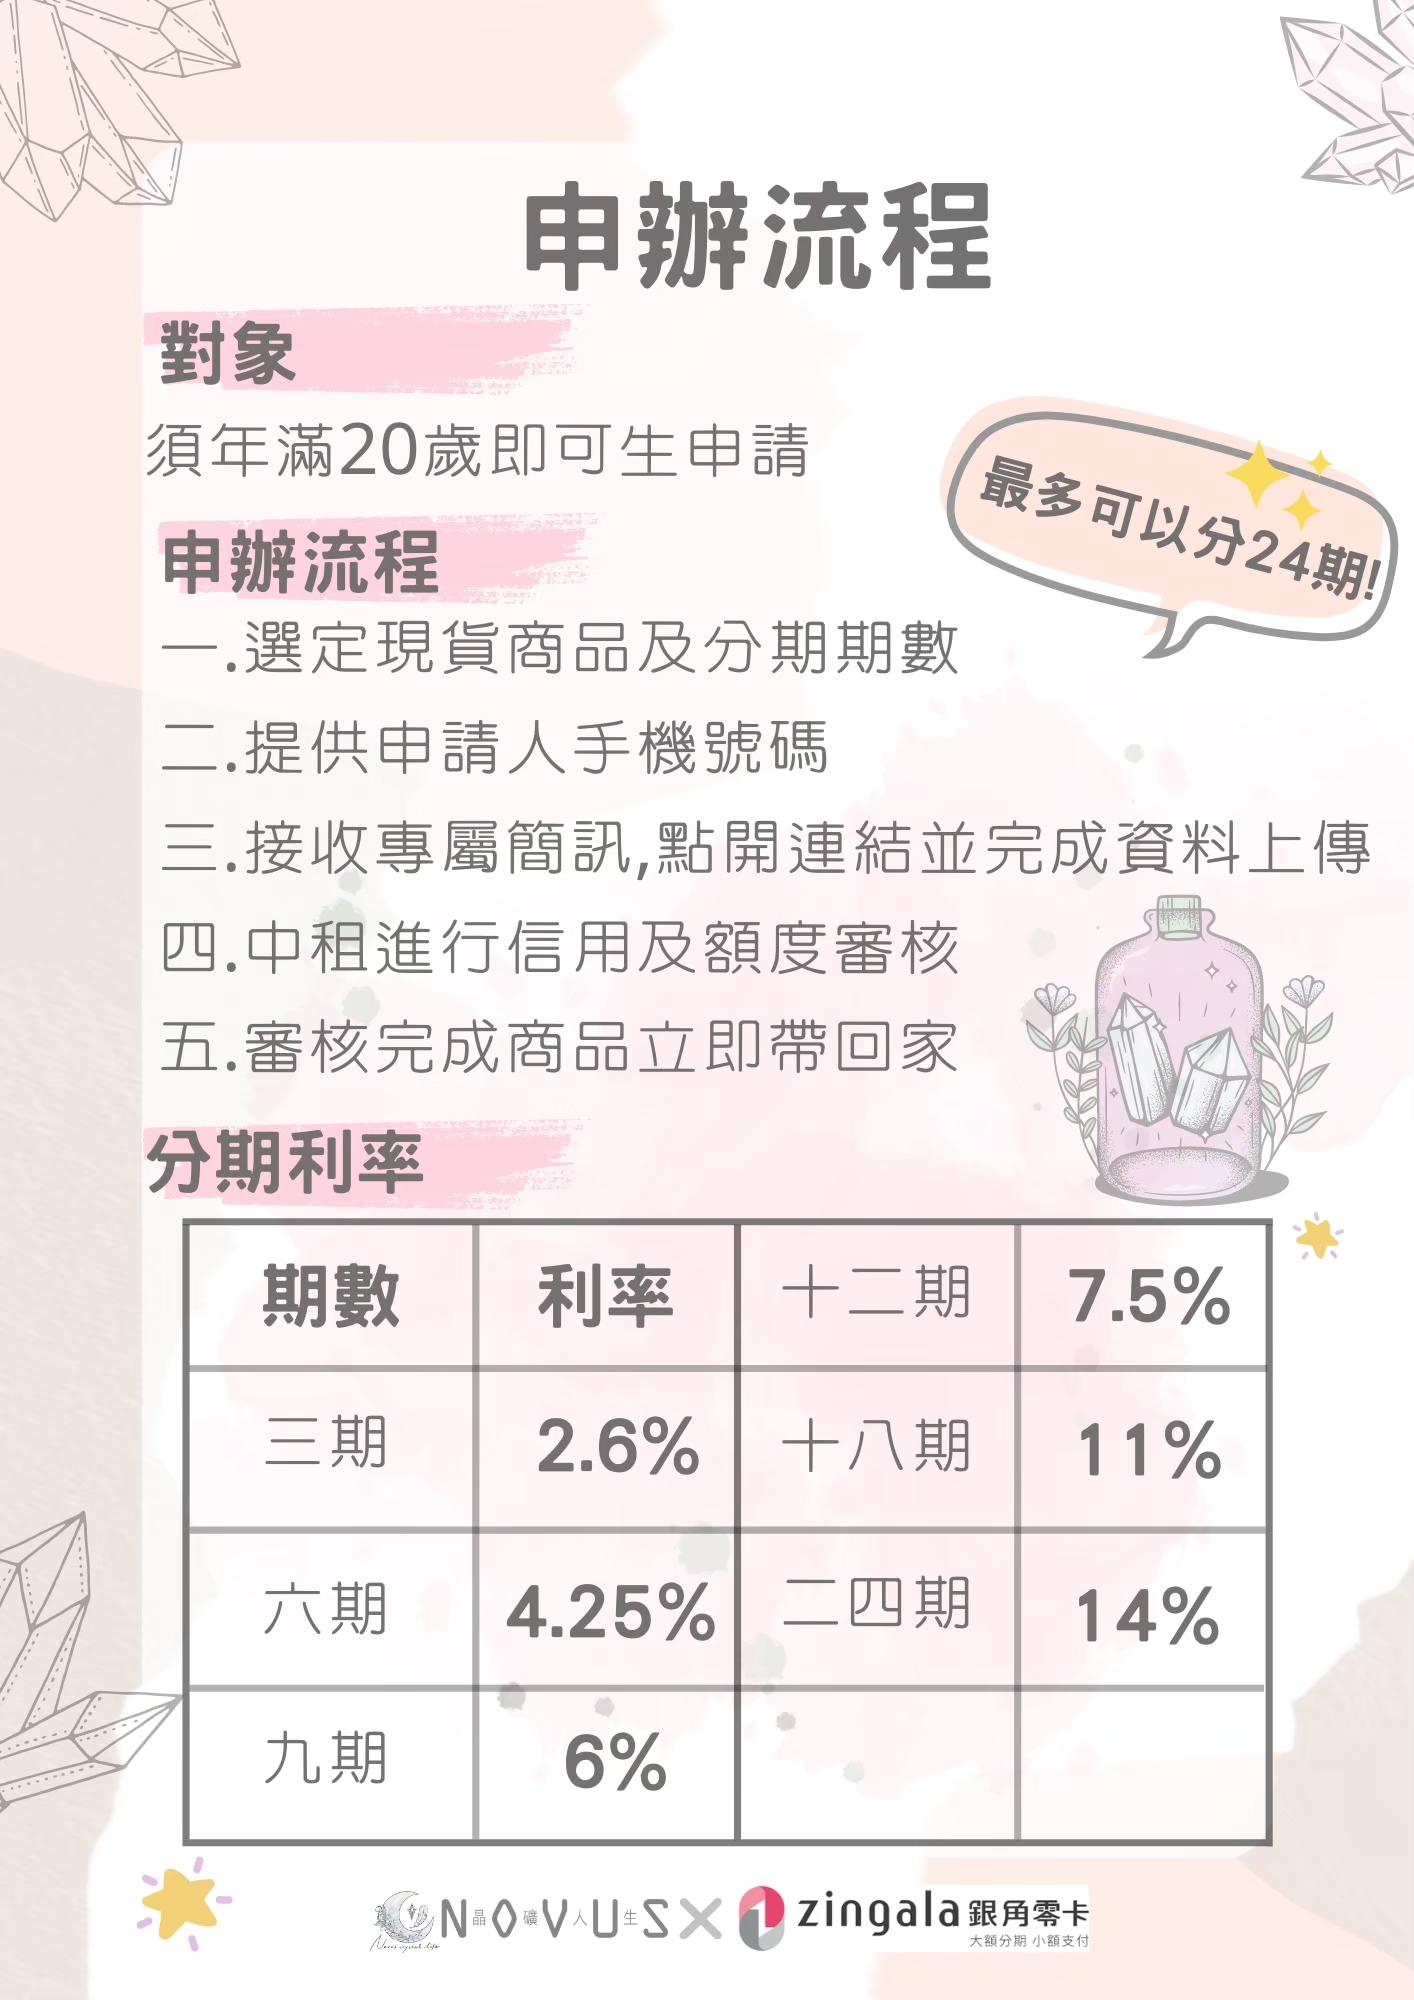 申辦流程
對象
須年滿20歲即可生申請
最多可以分24期!
申辦流程
一.選定現貨商品及分期期數
二.提供申請人手機號碼
三.接收專屬簡訊,點開連結並完成資料上傳
四.中租進行信用及額度審核
五.審核完成商品立即帶回家
分期利率
期數 利率 十二期 7.5%
三期 2.6% 十八期 11%
六期 4.25% 二四期 14%
九期 6%
N晶O礦V人U生S X zingala 銀角零卡
Novus crystal life
大額分期 小額支付